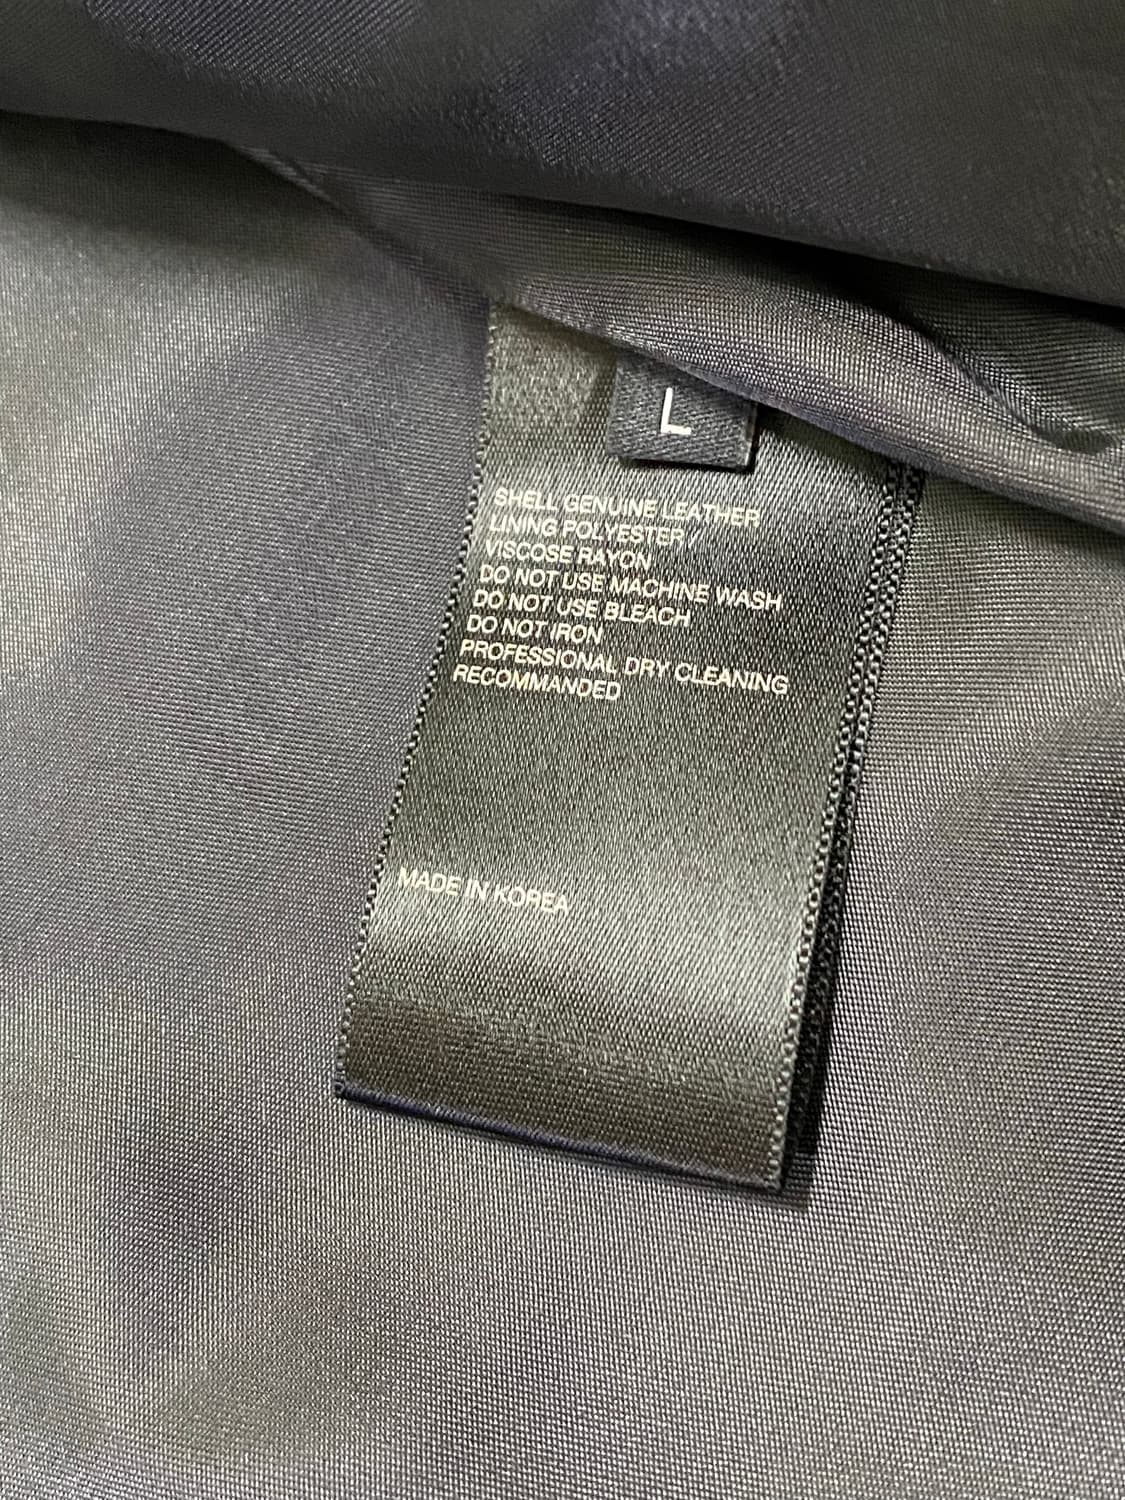 L
SHELL GENUINE LEATHER
LINING POLYESTER /
VISCOSE RAYON
DO NOT USE MACHINE WASH
DO NOT USE BLEACH
DO NOT IRON
PROFESSIONAL DRY CLEANING
RECOMMANDED
MADE IN KOREA